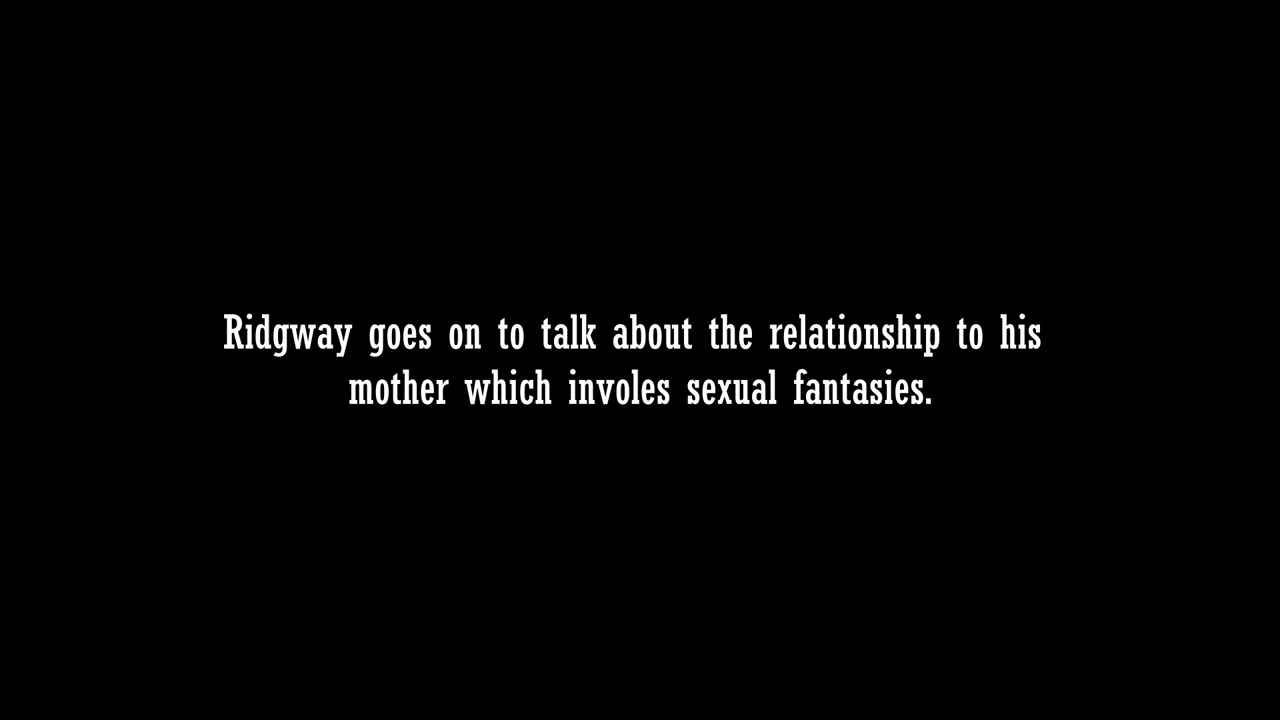 Ridgway goes on to talk about the relationship to his
mother which involes sexual fantasies.